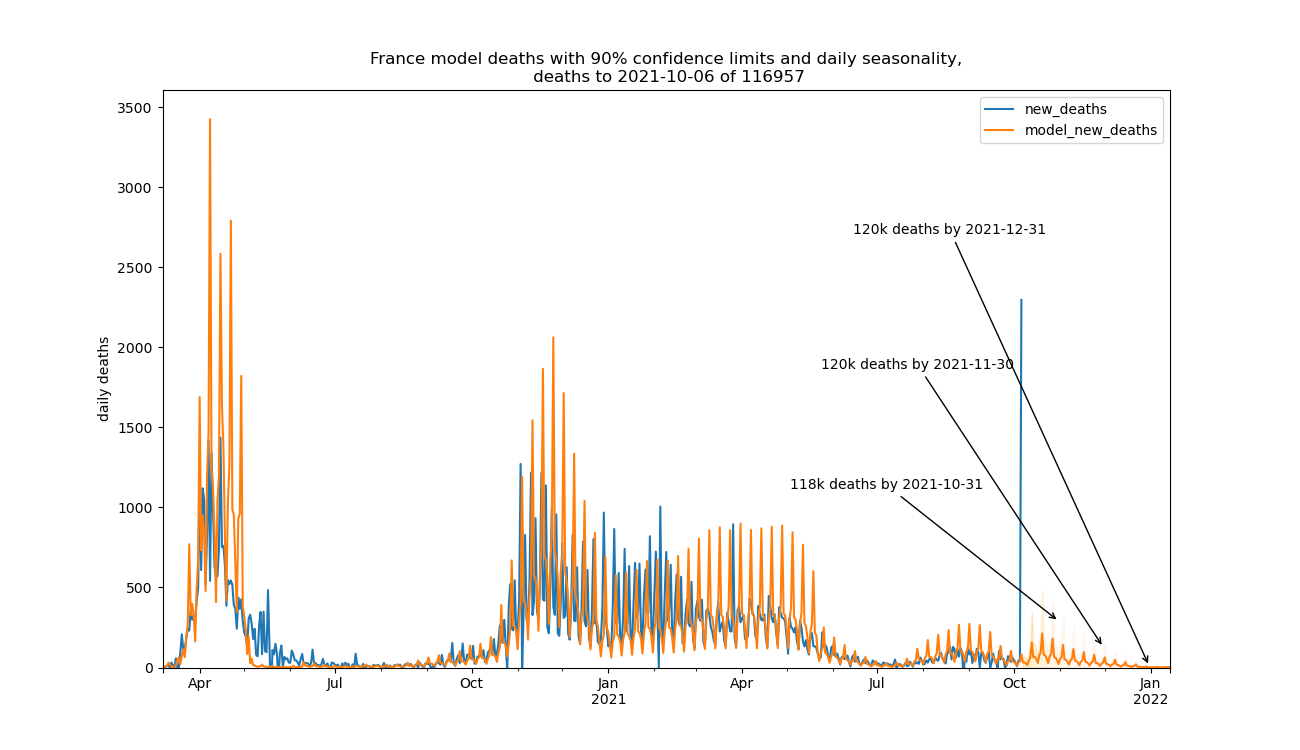 France model deaths with 90% confidence limits and daily seasonality,
deaths to 2021-10-06 of 116957
new_deaths
model_new_deaths
3500
3000
2500
2000
1500
1000
500
0
daily deaths
120k deaths by 2021-12-31
120k deaths by 2021-11-30
118k deaths by 2021-10-31
Apr Jul Oct Jan Apr Jul Oct Jan
2021 2022